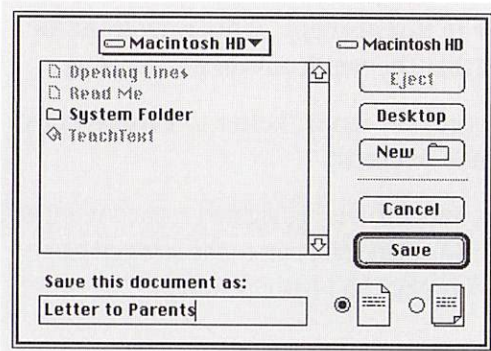 Macintosh HD
Macintosh HD
Opening Lines
Read Me
System Folder
TeachText
Eject
Desktop
New
Cancel
Save
Save this document as:
Letter to Parents